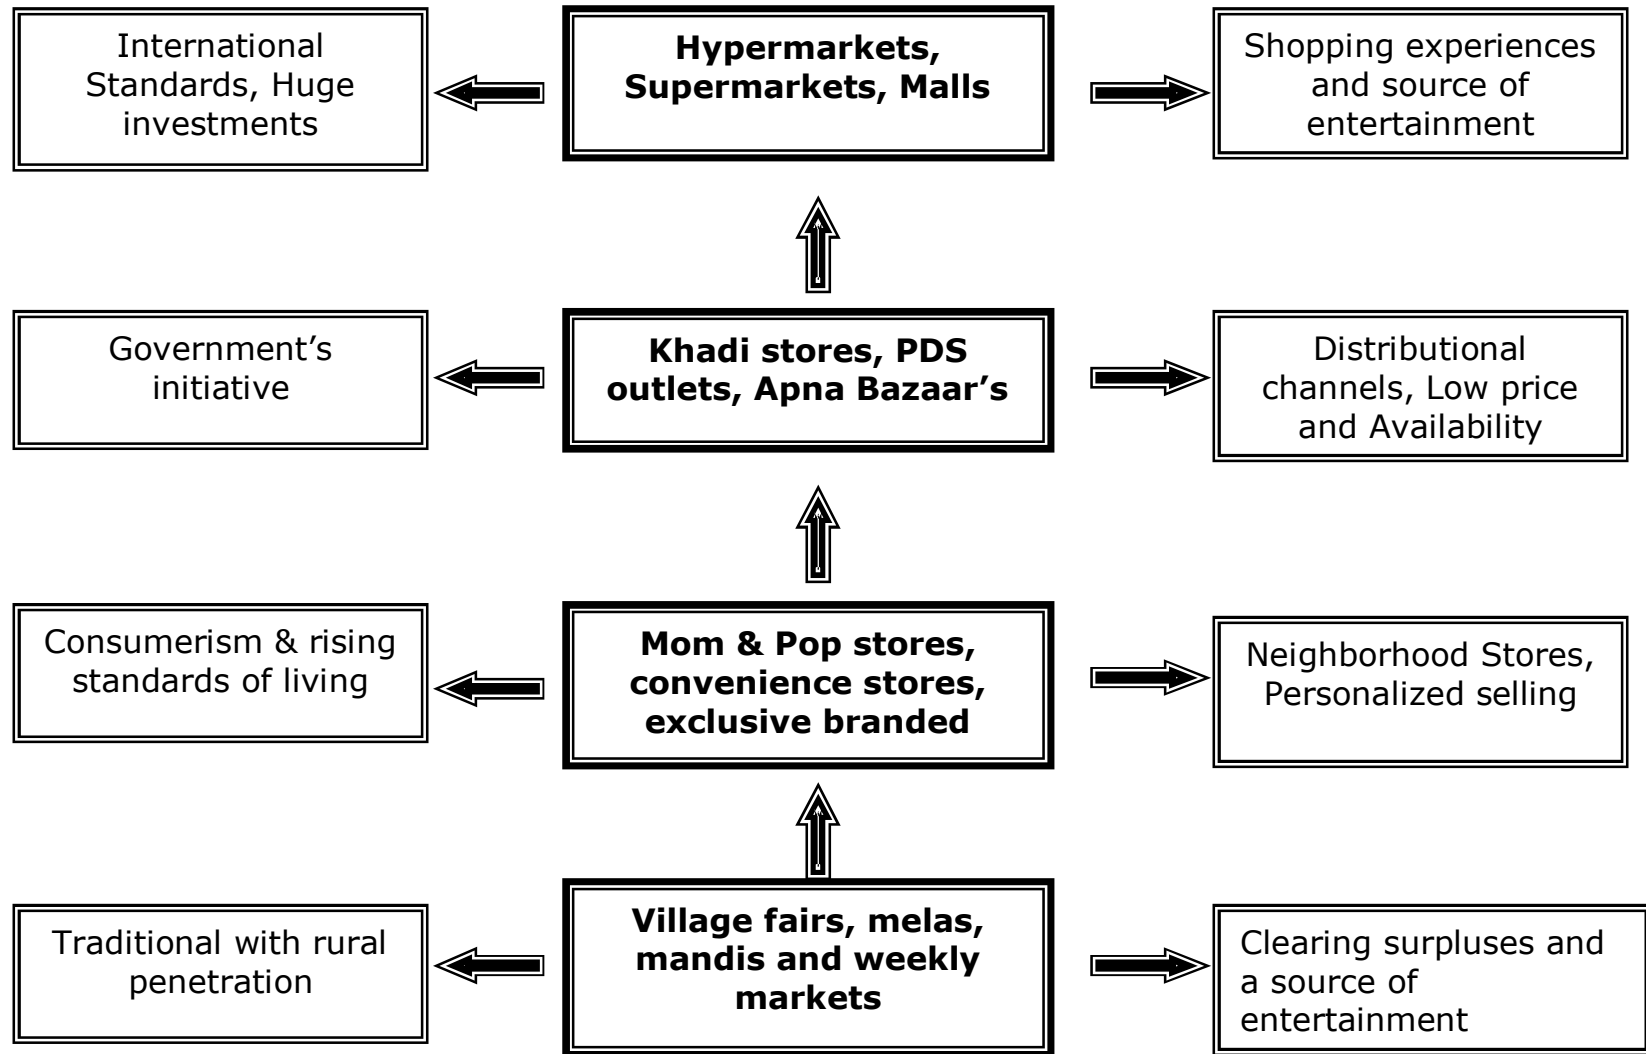 International
Standards, Huge
investments
Hypermarkets,
Supermarkets, Malls
Shopping experiences
and source of
entertainment
Government’s
initiative
Khadi stores, PDS
outlets, Apna Bazaar’s
Distributional
channels, Low price
and Availability
Consumerism & rising
standards of living
Mom & Pop stores,
convenience stores,
exclusive branded
Neighborhood Stores,
Personalized selling
Traditional with rural
penetration
Village fairs, melas,
mandis and weekly
markets
Clearing surpluses and
a source of
entertainment